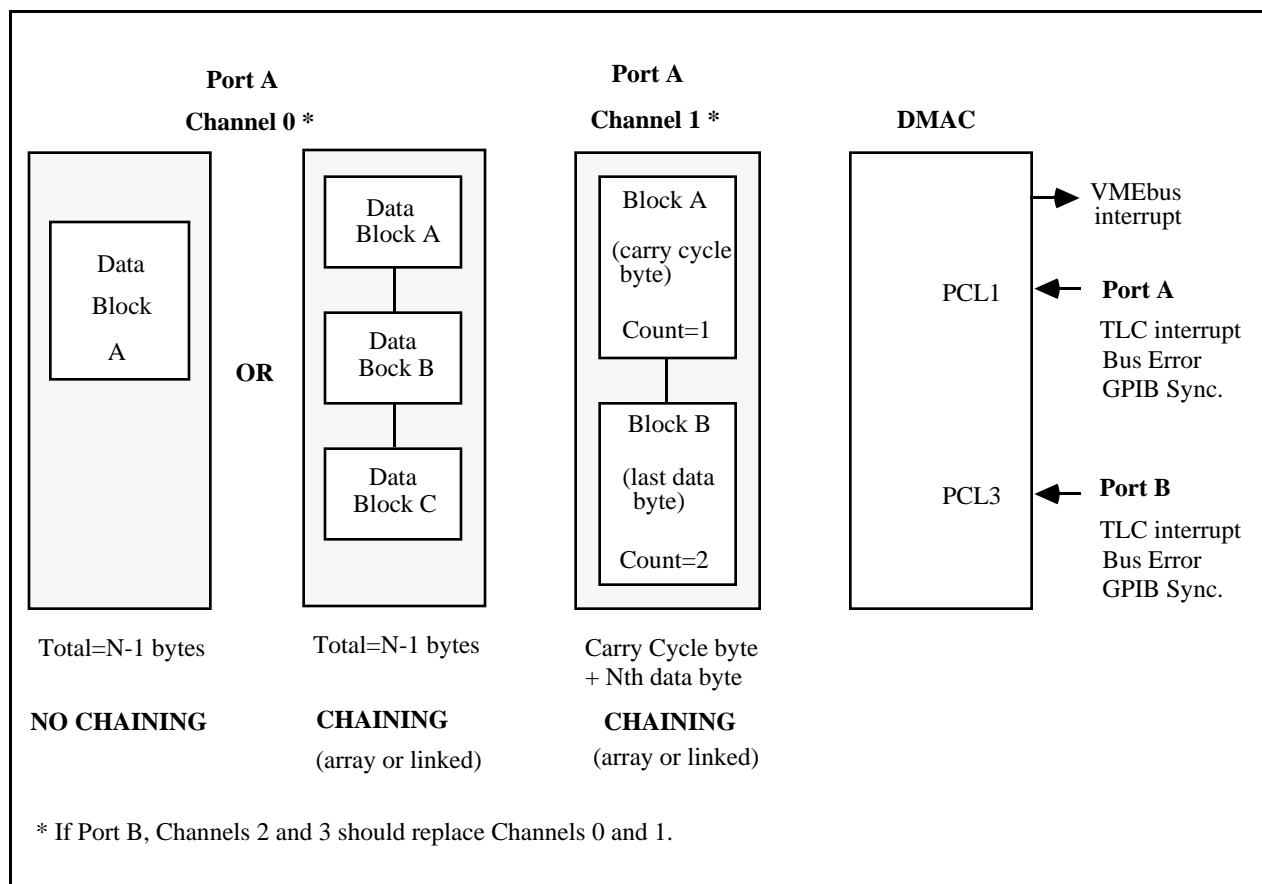 Port A
Channel 0 *
Data
Block
A
Total=N-1 bytes
NO CHAINING
OR
Data
Block A
Data
Bock B
Data
Block C
Total=N-1 bytes
CHAINING
(array or linked)
Port A
Channel 1 *
Block A
(carry cycle
byte)
Count=1
Block B
(last data
byte)
Count=2
Carry Cycle byte
+ Nth data byte
CHAINING
(array or linked)
DMAC
VMEbus
interrupt
PCL1
Port A
TLC interrupt
Bus Error
GPIB Sync.
PCL3
Port B
TLC interrupt
Bus Error
GPIB Sync.
* If Port B, Channels 2 and 3 should replace Channels 0 and 1.